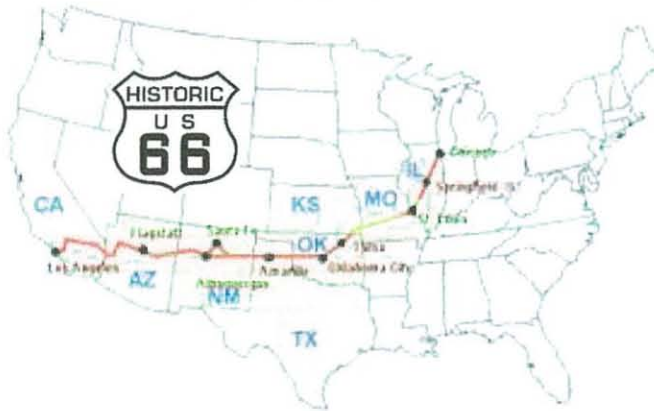 HISTORIC
U S
66
CA
AZ
NM
TX
OK
KS
MO
IL
Chicago
Springfield
St. Louis
Tulsa
Oklahoma City
Amarillo
Santa Fe
Albuquerque
Flagstaff
Los Angeles